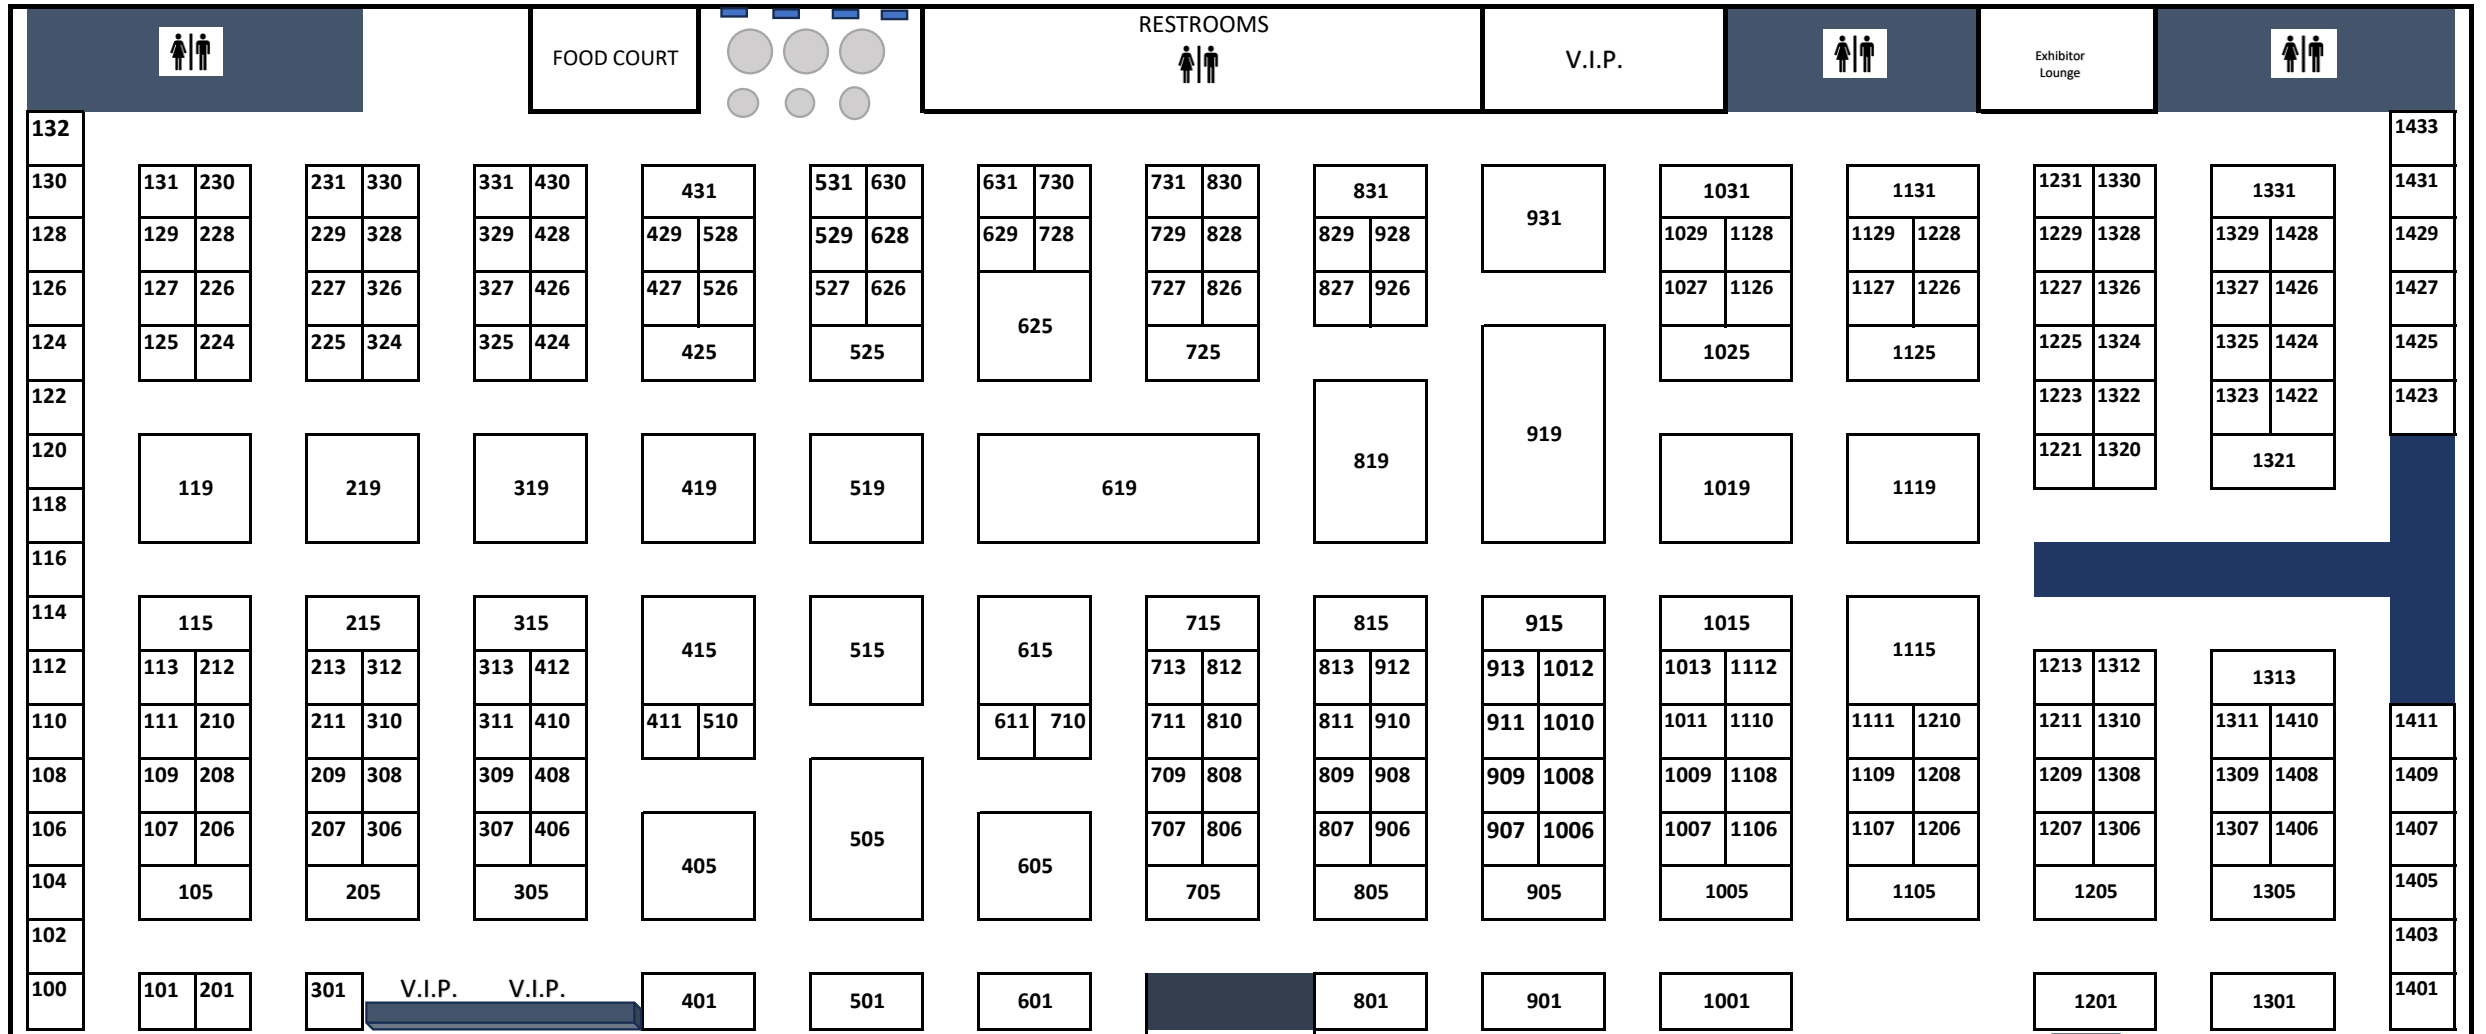 RESTROOMS
FOOD COURT V.I.P. Exhibitor
Lounge
132 1433
130 131 230 231 330 331 430 431 531 630 631 730 731 830 831 931 1031 1131 1231 1330 1331 1431
128 129 228 229 328 329 428 429 528 529 628 629 728 729 828 829 928 1029 1128 1129 1228 1229 1328 1329 1428 1429
126 127 226 227 326 327 426 427 526 527 626 625 727 826 827 926 1027 1126 1127 1226 1227 1326 1327 1426 1427
124 125 224 225 324 325 424 425 525 725 1025 1125 1225 1324 1325 1424 1425
122 1223 1322 1323 1422 1423
120 819 919 1221 1320 1321
118 119 219 319 419 519 619 1019 1119
116
114 115 215 315 715 815 915 1015
112 113 212 213 312 313 412 415 515 615 713 812 813 912 913 1012 1013 1112 1115 1213 1312 1313
110 111 210 211 310 311 410 411 510 611 710 711 810 811 910 911 1010 1011 1110 1111 1210 1211 1310 1311 1410 1411
108 109 208 209 308 309 408 709 808 809 908 909 1008 1009 1108 1109 1208 1209 1308 1309 1408 1409
106 107 206 207 306 307 406 505 707 806 807 906 907 1006 1007 1106 1107 1206 1207 1306 1307 1406 1407
104 105 205 305 405 605 705 805 905 1005 1105 1205 1305 1405
102 1403
100 101 201 301 V.I.P. V.I.P. 401 501 601 801 901 1001 1201 1301 1401